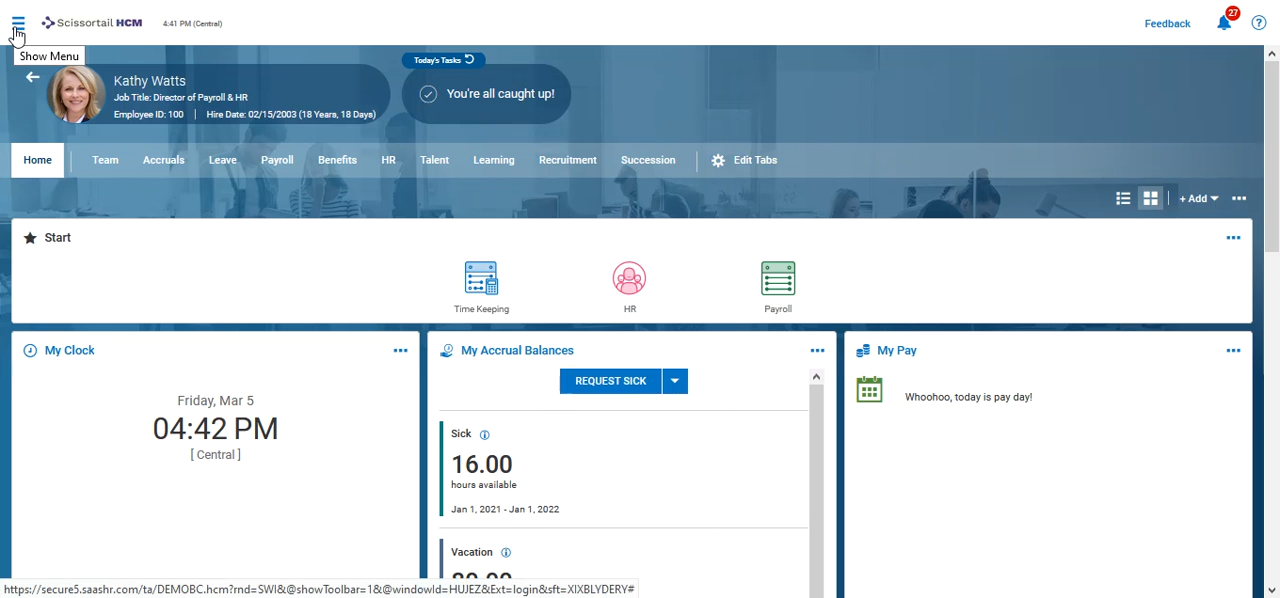 Scissortail HCM 4:41 PM (Central) Feedback 27
Show Menu
Today's Tasks
Kathy Watts
Job Title: Director of Payroll & HR
Employee ID: 100 | Hire Date: 02/15/2003 (18 Years, 18 Days)
You're all caught up!
Home Team Accruals Leave Payroll Benefits HR Talent Learning Recruitment Succession Edit Tabs
+ Add
Start
Time Keeping HR Payroll
My Clock
Friday, Mar 5
04:42 PM
[ Central ]
My Accrual Balances
REQUEST SICK
Sick
16.00
hours available
Jan 1, 2021 - Jan 1, 2022
Vacation
80.00
My Pay
Whoohoo, today is pay day!
https://secure5.saashr.com/ta/DEMOBC.hcm?rnd=SWI&@showToolbar=1&@windowId=HUJEZ&Ext=login&sft=XIXBLYDERY#